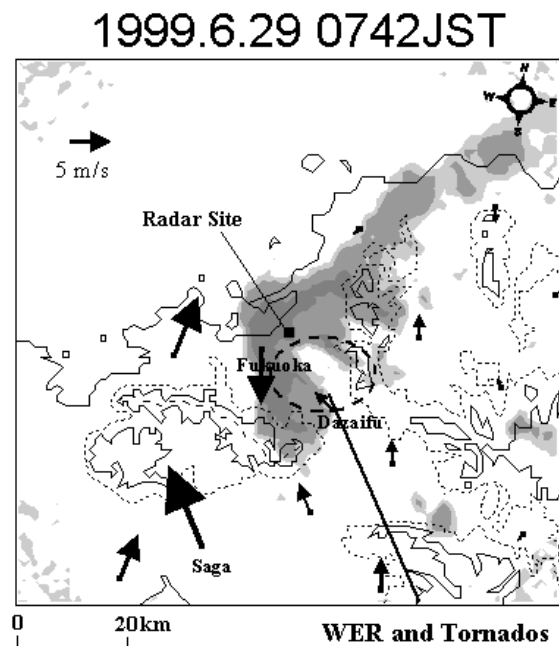 1999.6.29 0742JST
N
W
E
S
5 m/s
Radar Site
Fukuoka
Dazaifu
Saga
0
20km
WER and Tornados